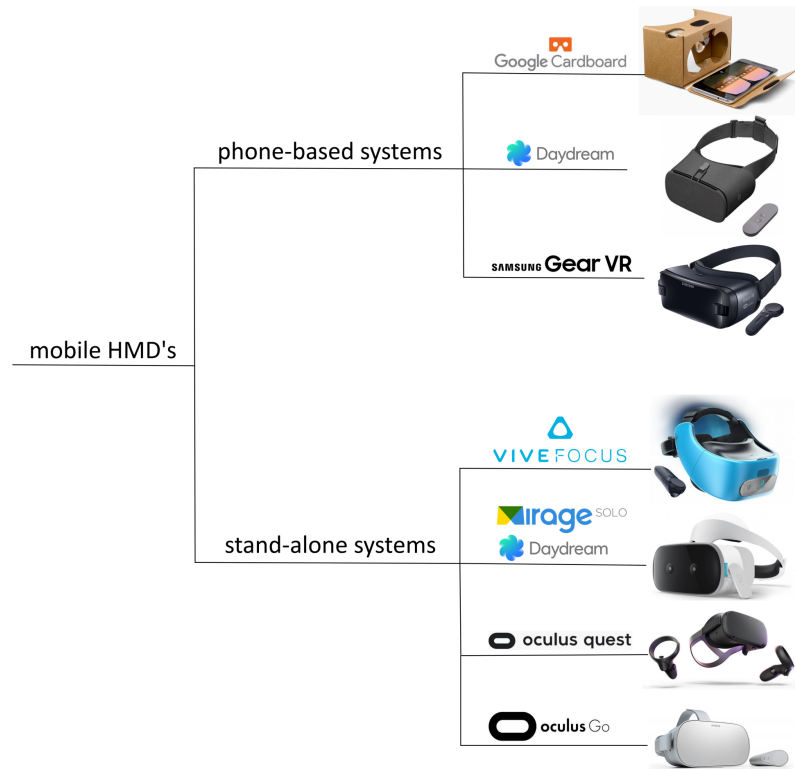 Google Cardboard
phone-based systems
Daydream
SAMSUNG Gear VR
mobile HMD's
VIVE FOCUS
Mirage SOLO
stand-alone systems
Daydream
oculus quest
oculus Go